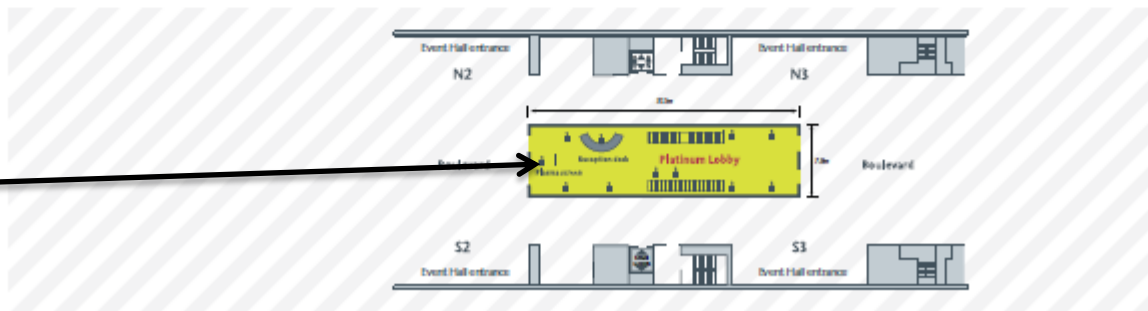 Event Hall entrance
Event Hall entrance
N2
N3
Reception desk
Platinum Lobby
Boulevard
Boulevard
S2
S3
Event Hall entrance
Event Hall entrance